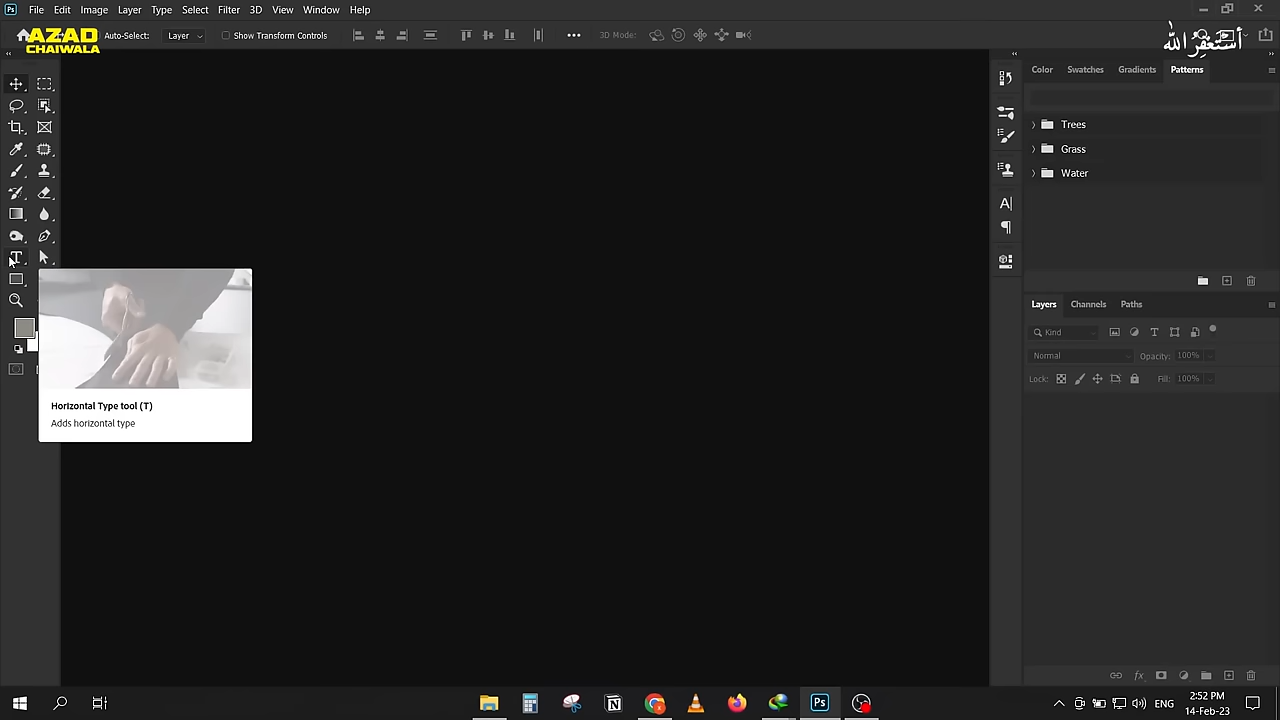 Ps File Edit Image Layer Type Select Filter 3D View Window Help
AZAD
CHAIWALA
Auto-Select: Layer Show Transform Controls 3D Mode:
أستغفر الله
Color Swatches Gradients Patterns
Trees
Grass
Water
Layers Channels Paths
Kind
Normal Opacity: 100%
Lock: Fill: 100%
Horizontal Type tool (T)
Adds horizontal type
ENG 2:52 PM
14-Feb-23